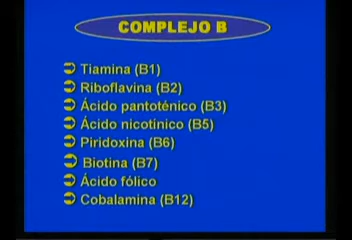 COMPLEJO B
Tiamina (B1)
Riboflavina (B2)
Ácido pantoténico (B3)
Ácido nicotínico (B5)
Piridoxina (B6)
Biotina (B7)
Ácido fólico
Cobalamina (B12)